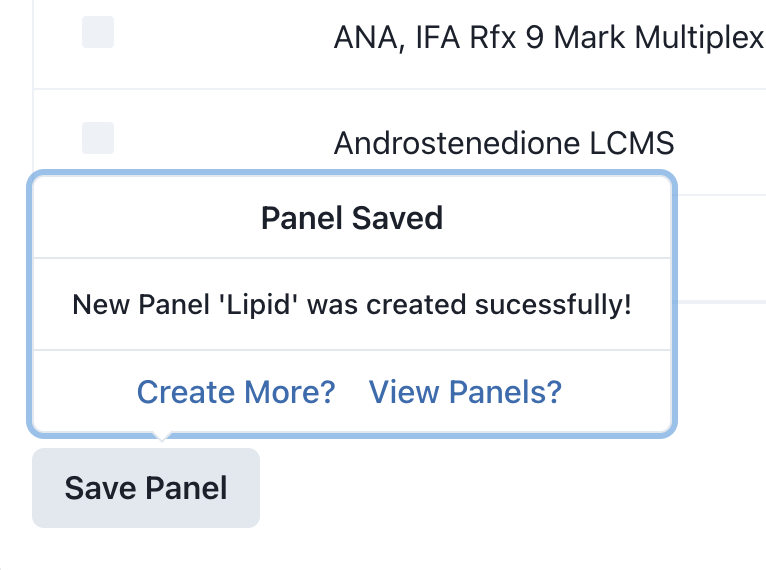 ANA, IFA Rfx 9 Mark Multiplex
Androstenedione LCMS
Panel Saved
New Panel 'Lipid' was created sucessfully!
Create More? View Panels?
Save Panel